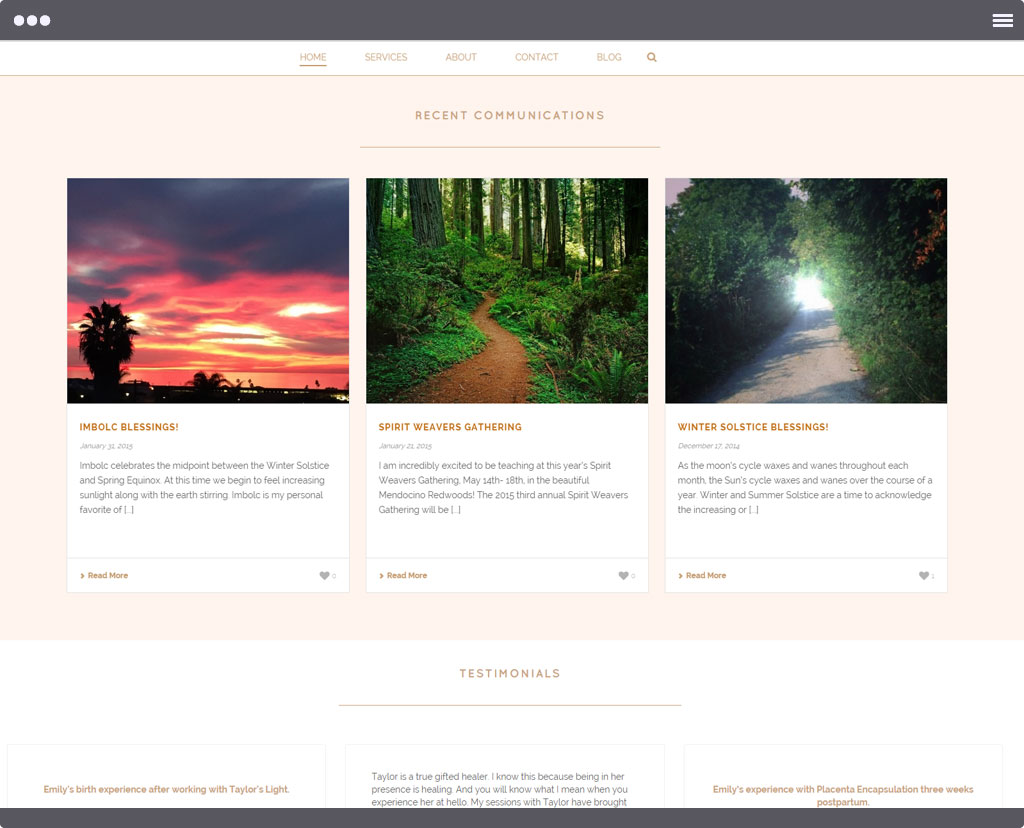 HOME SERVICES ABOUT CONTACT BLOG
RECENT COMMUNICATIONS
IMBOLC BLESSINGS!
January 31, 2015
Imbolc celebrates the midpoint between the Winter Solstice
and Spring Equinox. At this time we begin to feel increasing
sunlight along with the earth stirring. Imbolc is my personal
favorite of [...]
Read More
0
SPIRIT WEAVERS GATHERING
January 21, 2015
I am incredibly excited to be teaching at this year's Spirit
Weavers Gathering, May 14th- 18th, in the beautiful
Mendocino Redwoods! The 2015 third annual Spirit Weavers
Gathering will be [...]
Read More
0
WINTER SOLSTICE BLESSINGS!
December 17, 2014
As the moon's cycle waxes and wanes throughout each
month, the Sun's cycle waxes and wanes over the course of a
year. Winter and Summer Solstice are a time to acknowledge
the increasing or [...]
Read More
1
TESTIMONIALS
Emily's birth experience after working with Taylor's Light.
Taylor is a true gifted healer. I know this because being in her
presence is healing. And you will know what I mean when you
experience her at hello. My sessions with Taylor have brought
Emily's experience with Placenta Encapsulation three weeks
postpartum.